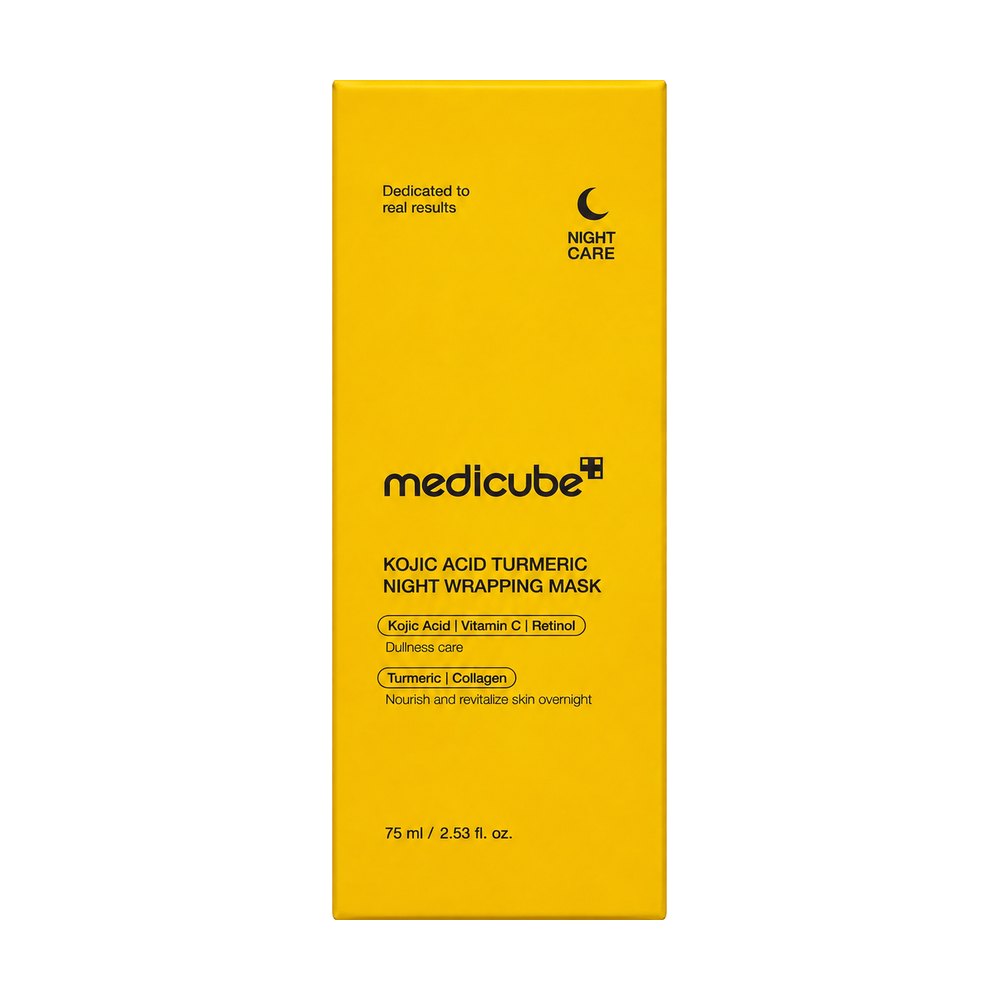 Dedicated to
real results
NIGHT
CARE
medicube
KOJIC ACID TURMERIC
NIGHT WRAPPING MASK
Kojic Acid | Vitamin C | Retinol
Dullness care
Turmeric | Collagen
Nourish and revitalize skin overnight
75 ml / 2.53 fl. oz.